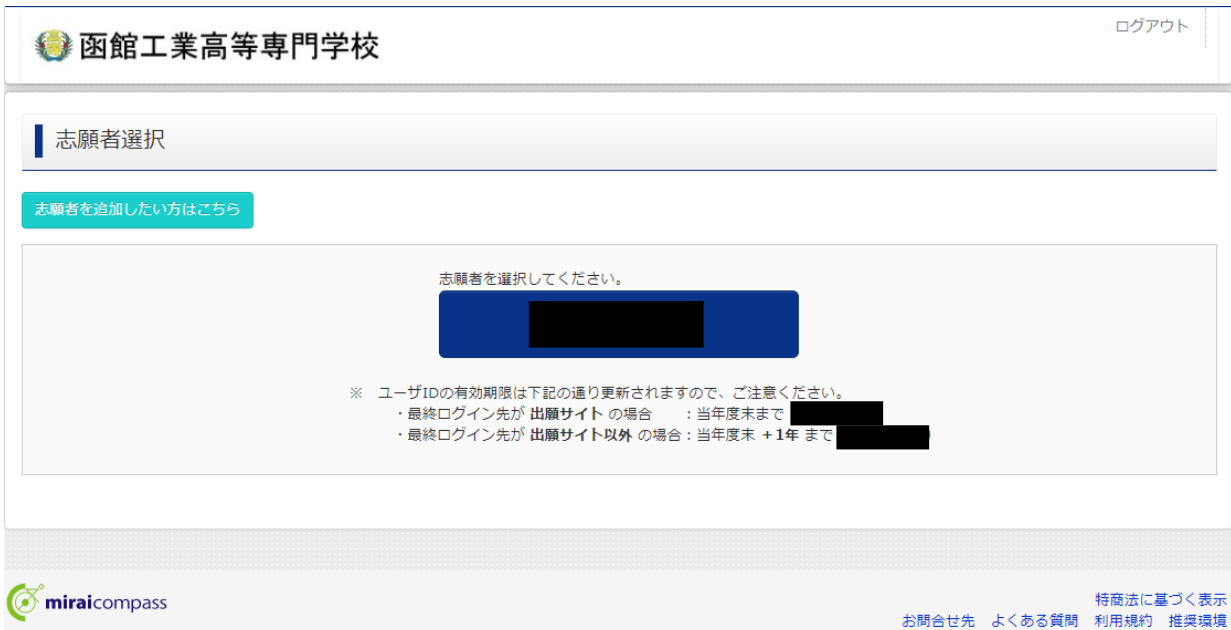 函館工業高等専門学校
ログアウト
志願者選択
志願者を追加したい方はこちら
志願者を選択してください。
※ ユーザIDの有効期限は下記の通り更新されますので、ご注意ください。
・最終ログイン先が 出願サイト の場合 : 当年度末まで
・最終ログイン先が 出願サイト以外 の場合 : 当年度末 +1年 まで
miraicompass
特商法に基づく表示
お問合せ先 よくある質問 利用規約 推奨環境